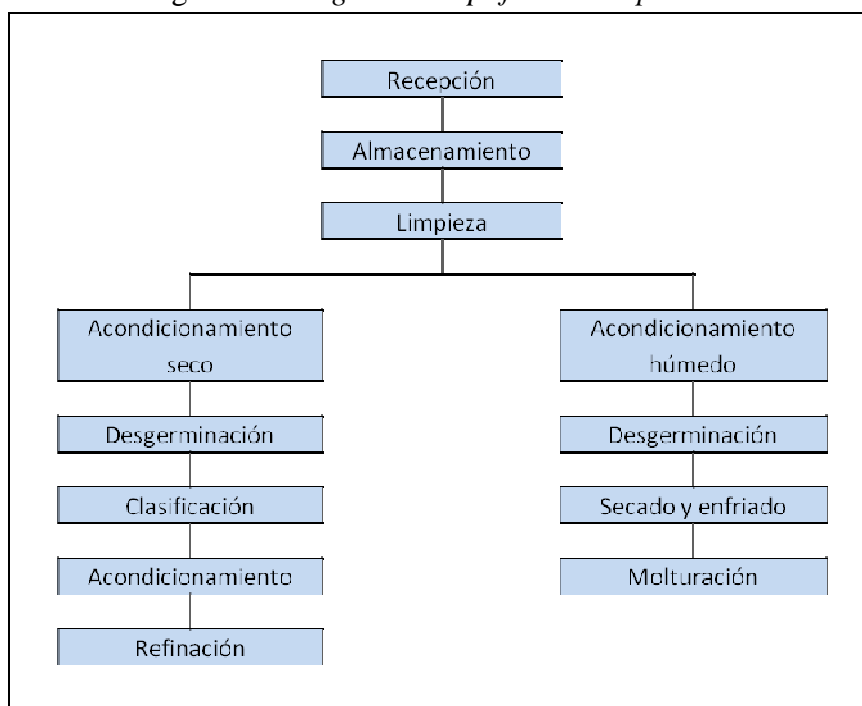 Recepción
Almacenamiento
Limpieza
Acondicionamiento
seco
Desgerminación
Clasificación
Acondicionamiento
Refinación
Acondicionamiento
húmedo
Desgerminación
Secado y enfriado
Molturación